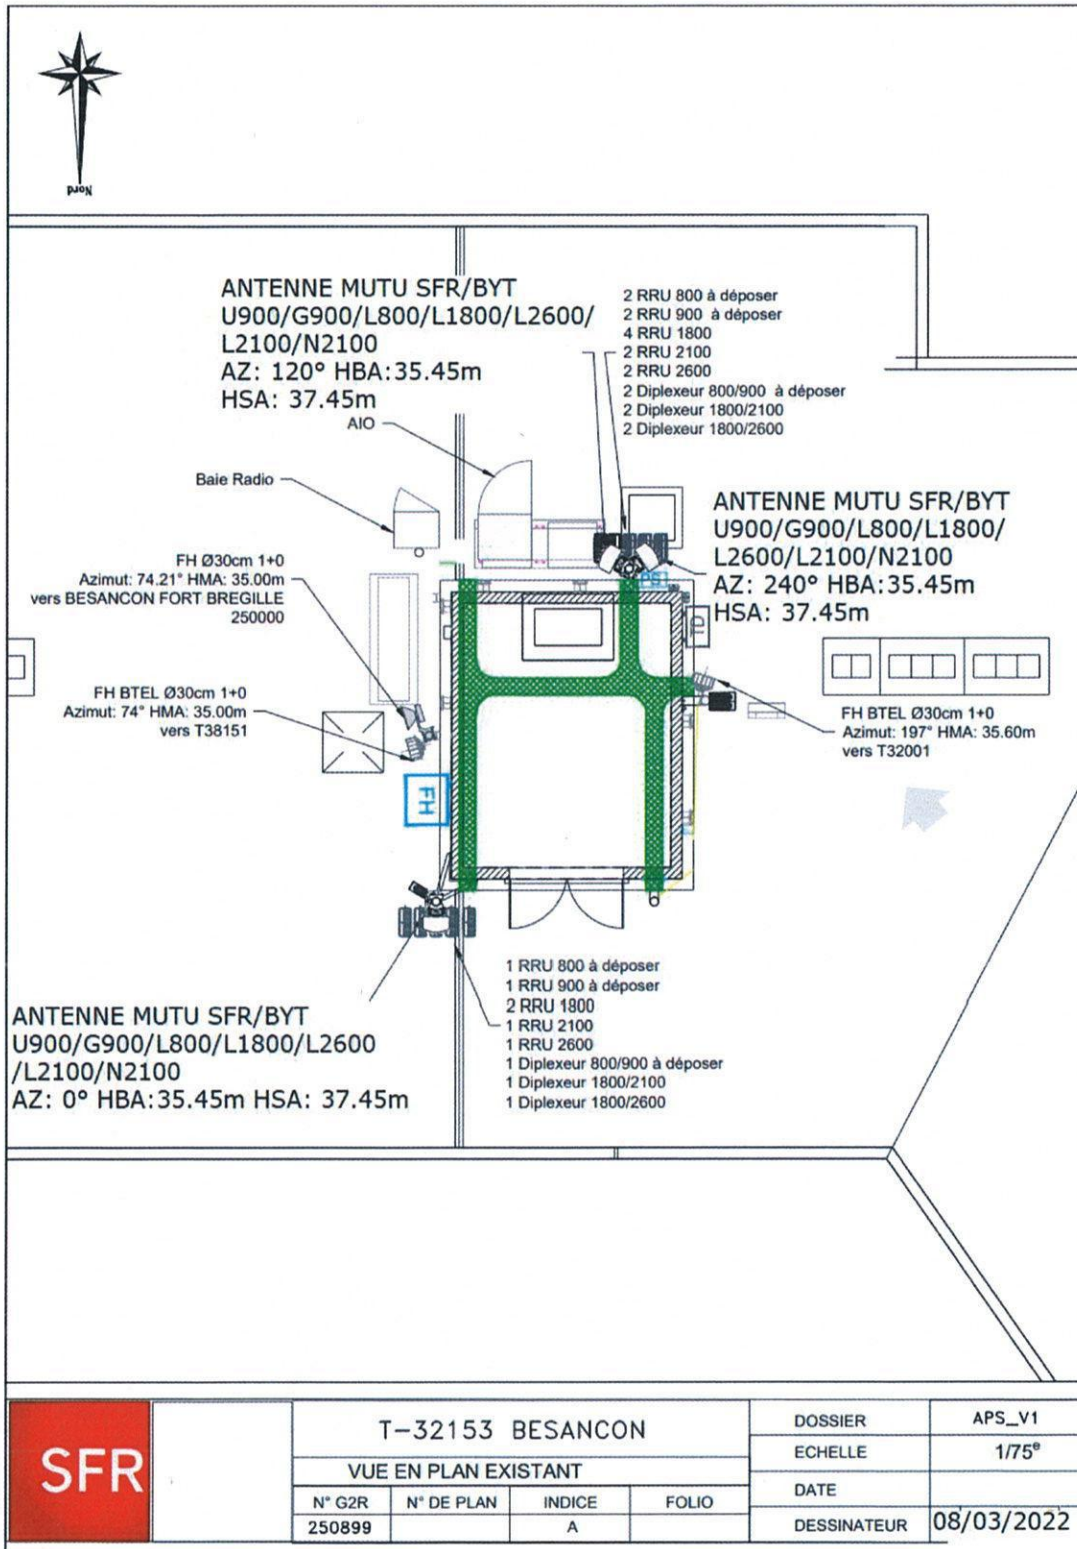 Nord
ANTENNE MUTU SFR/BYT
U900/G900/L800/L1800/L2600/
L2100/N2100
AZ: 120° HBA:35.45m
HSA: 37.45m
2 RRU 800 à déposer
2 RRU 900 à déposer
4 RRU 1800
2 RRU 2100
2 RRU 2600
2 Diplexeur 800/900 à déposer
2 Diplexeur 1800/2100
2 Diplexeur 1800/2600
AIO
Baie Radio
ANTENNE MUTU SFR/BYT
U900/G900/L800/L1800/
L2600/L2100/N2100
AZ: 240° HBA:35.45m
HSA: 37.45m
FH Ø30cm 1+0
Azimut: 74.21° HMA: 35.00m
vers BESANCON FORT BREGILLE
250000
PS
TD
FH BTEL Ø30cm 1+0
Azimut: 74° HMA: 35.00m
vers T38151
FH BTEL Ø30cm 1+0
Azimut: 197° HMA: 35.60m
vers T32001
FH
1 RRU 800 à déposer
1 RRU 900 à déposer
2 RRU 1800
1 RRU 2100
1 RRU 2600
1 Diplexeur 800/900 à déposer
1 Diplexeur 1800/2100
1 Diplexeur 1800/2600
ANTENNE MUTU SFR/BYT
U900/G900/L800/L1800/L2600
/L2100/N2100
AZ: 0° HBA:35.45m HSA: 37.45m
SFR
T-32153 BESANCON
VUE EN PLAN EXISTANT
N° G2R N° DE PLAN INDICE FOLIO
250899 A
DOSSIER APS_V1
ECHELLE 1/75e
DATE
DESSINATEUR 08/03/2022